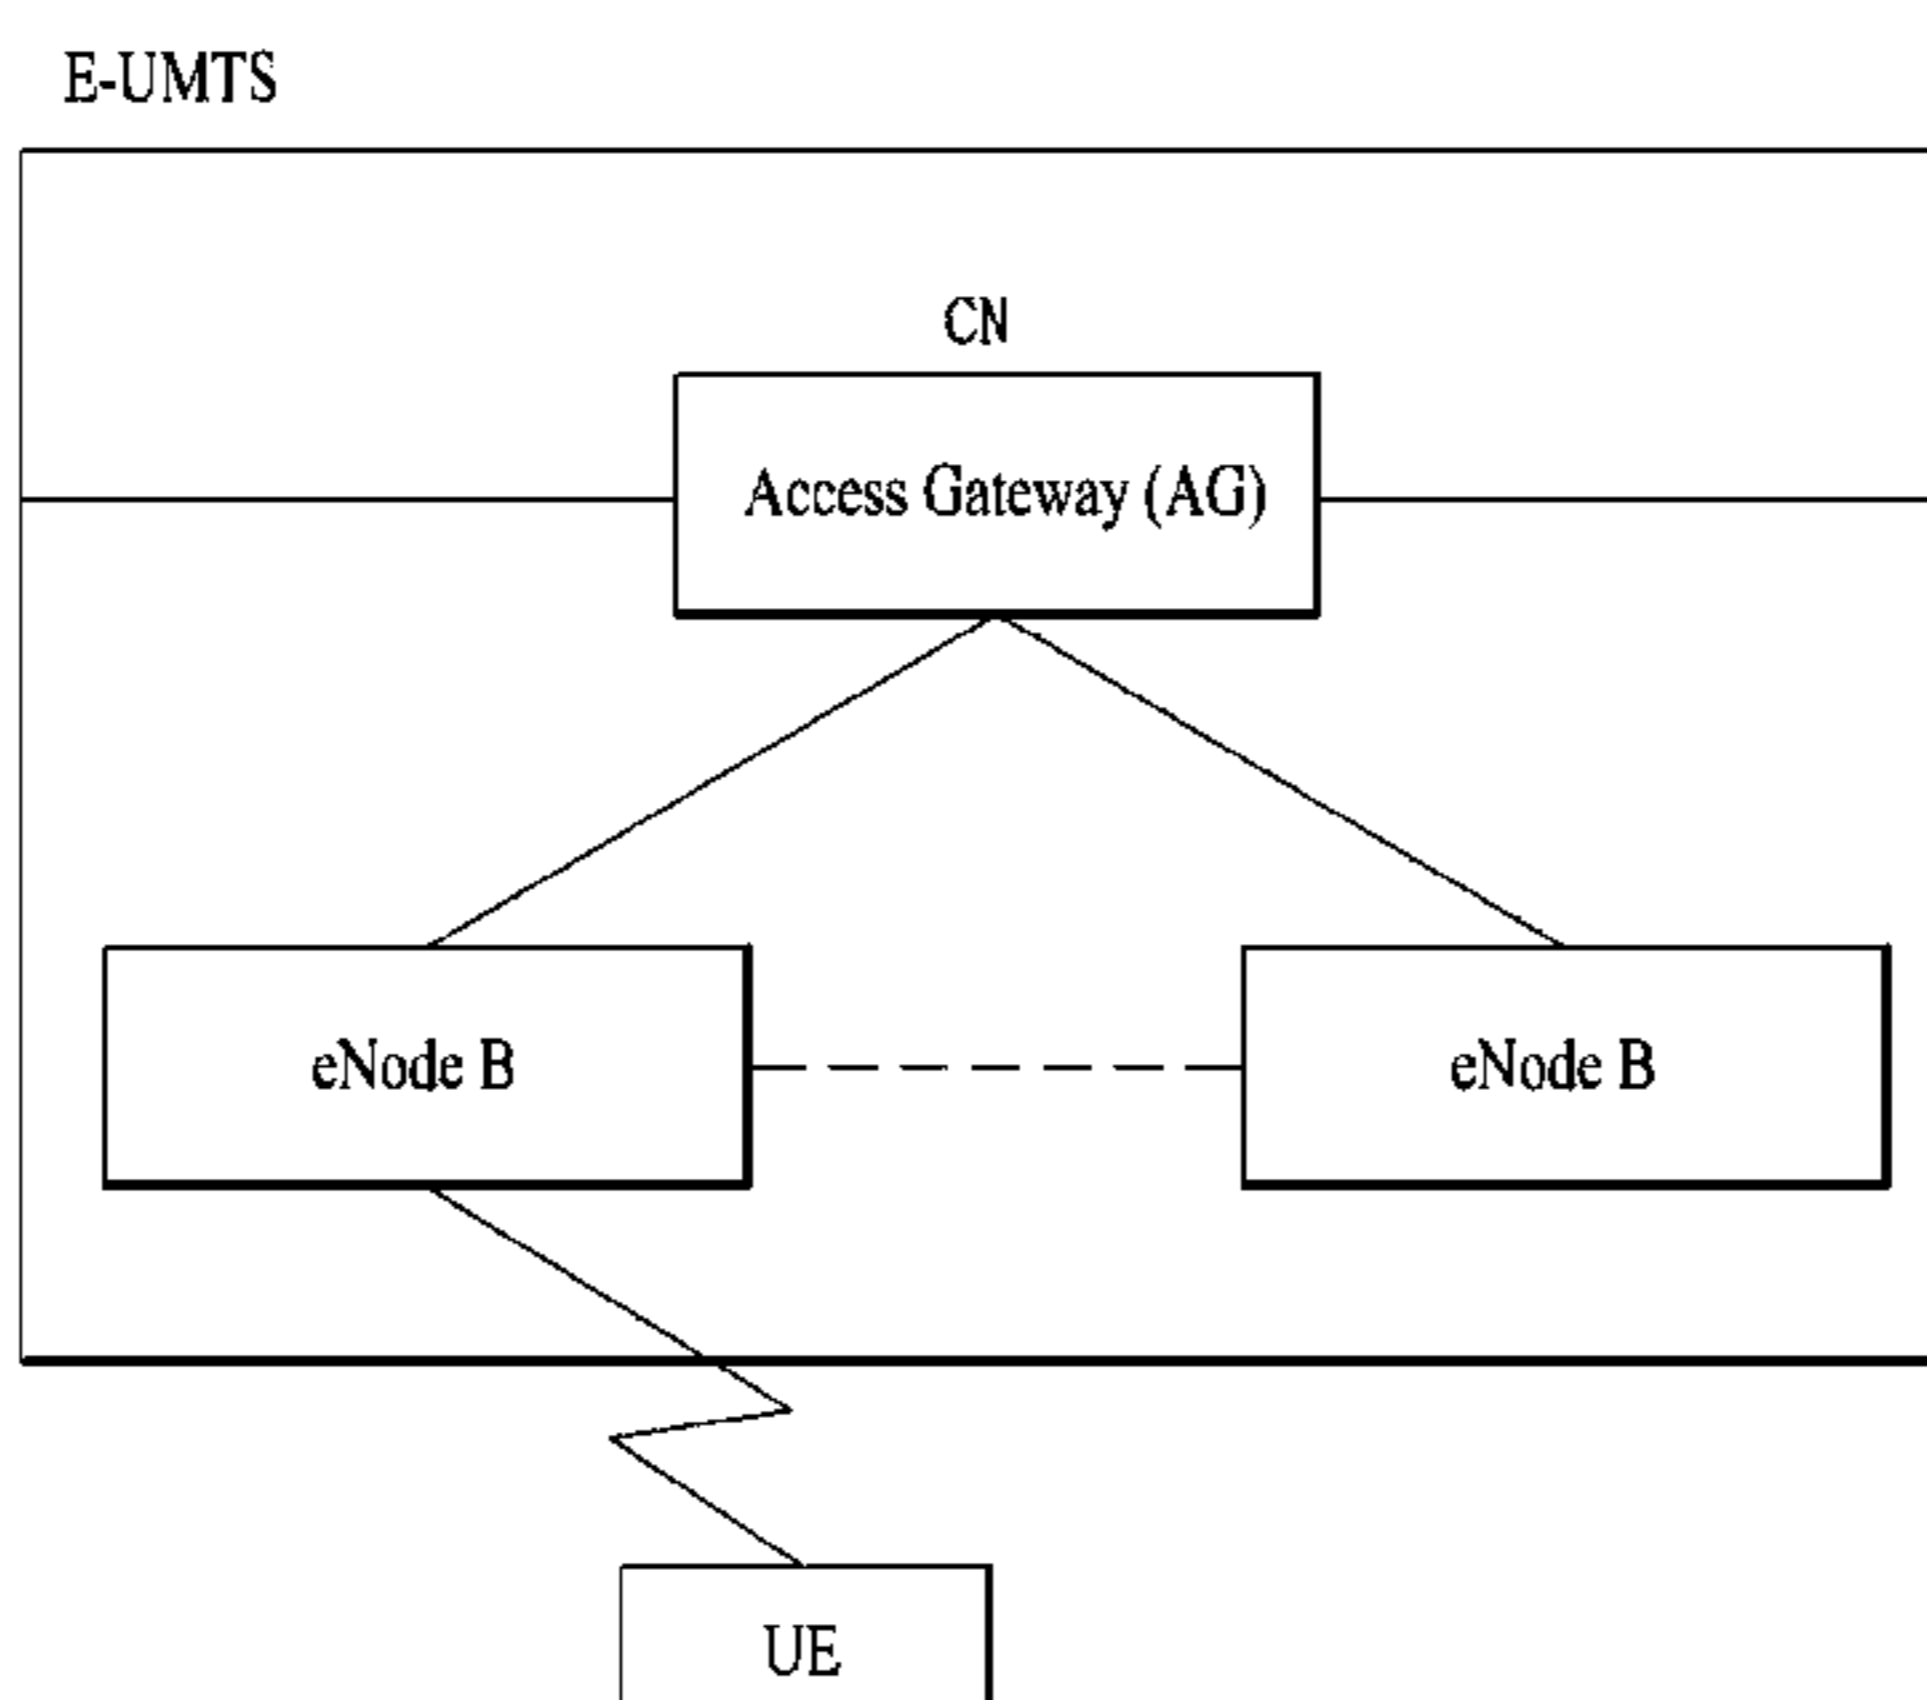 E-UMTS
CN
Access Gateway (AG)
eNode B
eNode B
UE